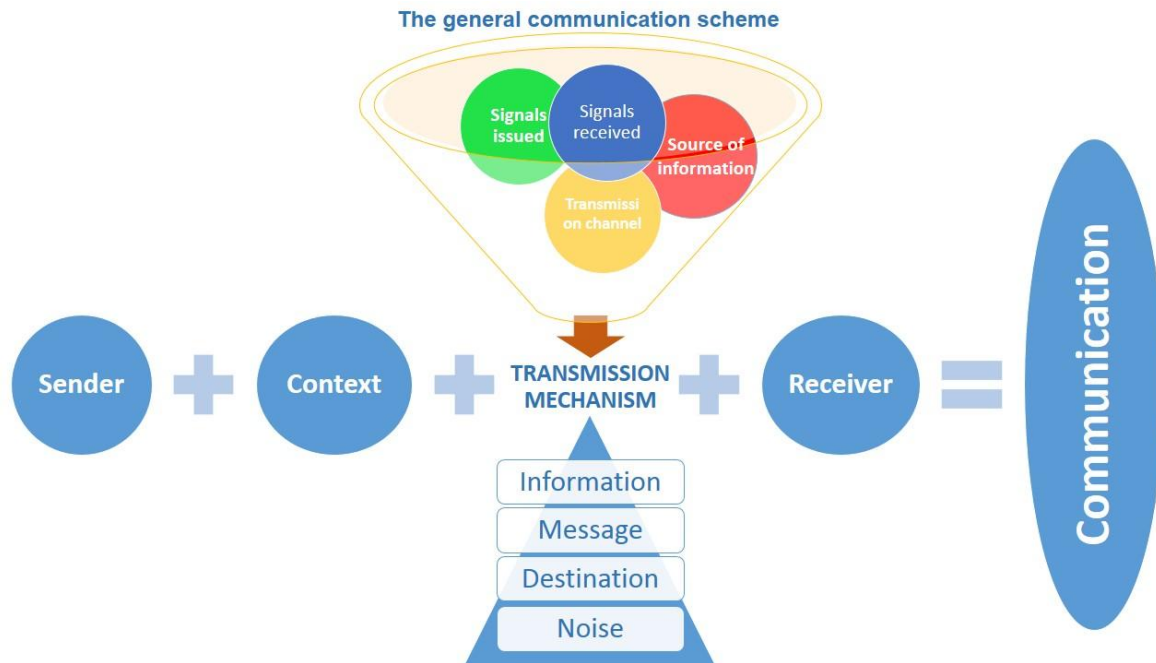 The general communication scheme
Signals
issued
Signals
received
Source of
information
Transmissi
on channel
Sender
Context
TRANSMISSION
MECHANISM
Receiver
Communication
Information
Message
Destination
Noise